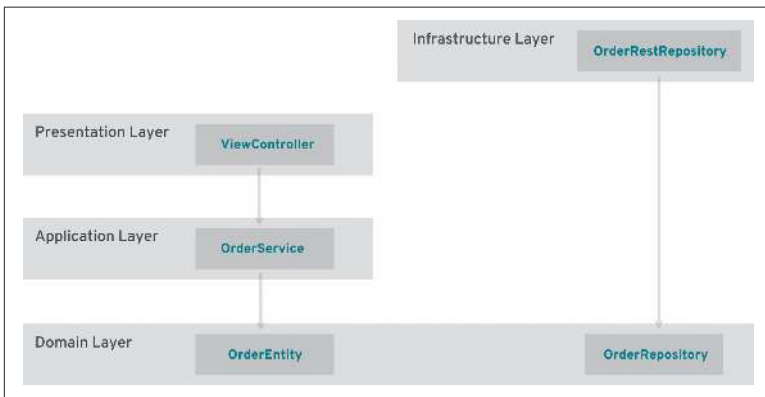 Infrastructure Layer
OrderRestRepository
Presentation Layer
ViewController
Application Layer
OrderService
Domain Layer
OrderEntity
OrderRepository